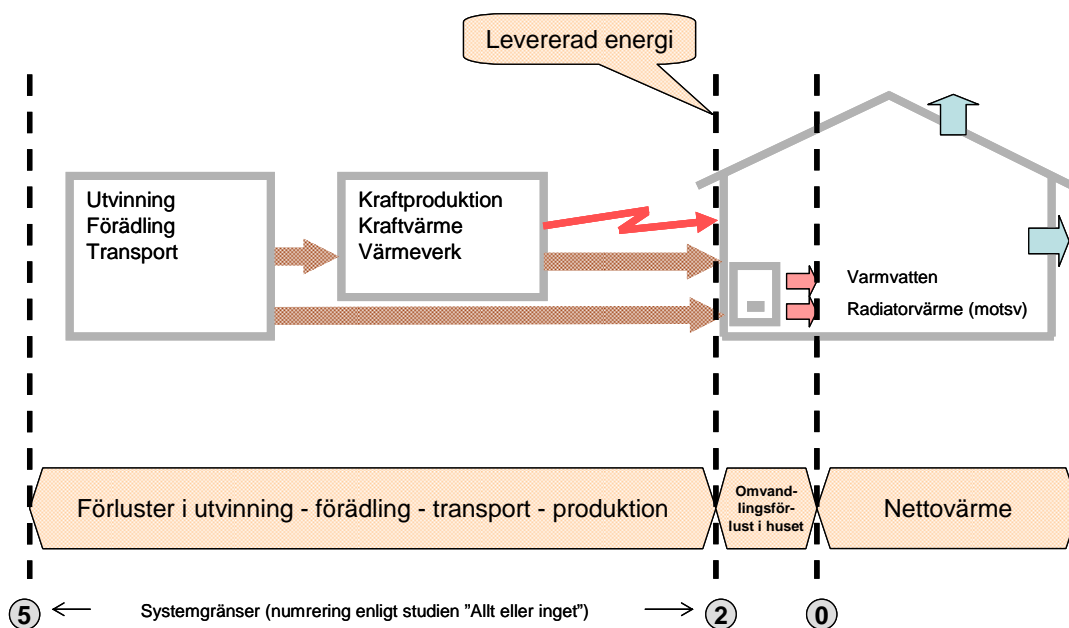 Levererad energi
Utvinning
Förädling
Transport
Kraftproduktion
Kraftvärme
Värmeverk
Varmvatten
Radiatorvärme (motsv)
Förluster i utvinning - förädling - transport - produktion
Omvand-
lingsför-
lust i huset
Nettovärme
5
Systemgränser (numrering enligt studien ”Allt eller inget”)
2
0